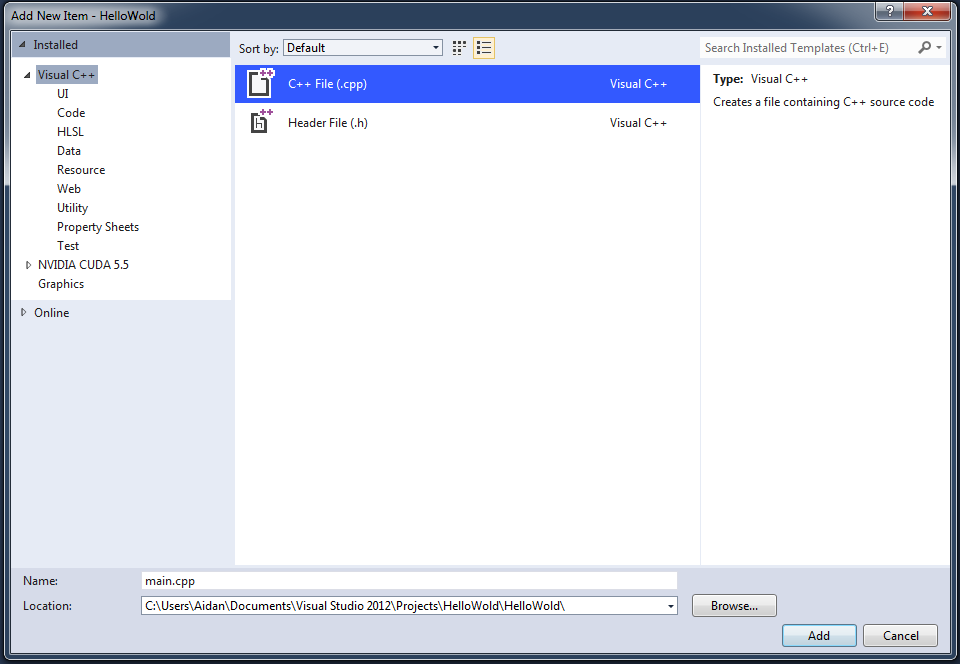 Add New Item - HelloWold
Installed
Sort by: Default
Search Installed Templates (Ctrl+E)
Visual C++
UI
Code
HLSL
Data
Resource
Web
Utility
Property Sheets
Test
NVIDIA CUDA 5.5
Graphics
Online
C++ File (.cpp) Visual C++
Header File (.h) Visual C++
Type: Visual C++
Creates a file containing C++ source code
Name: main.cpp
Location: C:\Users\Aidan\Documents\Visual Studio 2012\Projects\HelloWold\HelloWold\
Browse...
Add Cancel